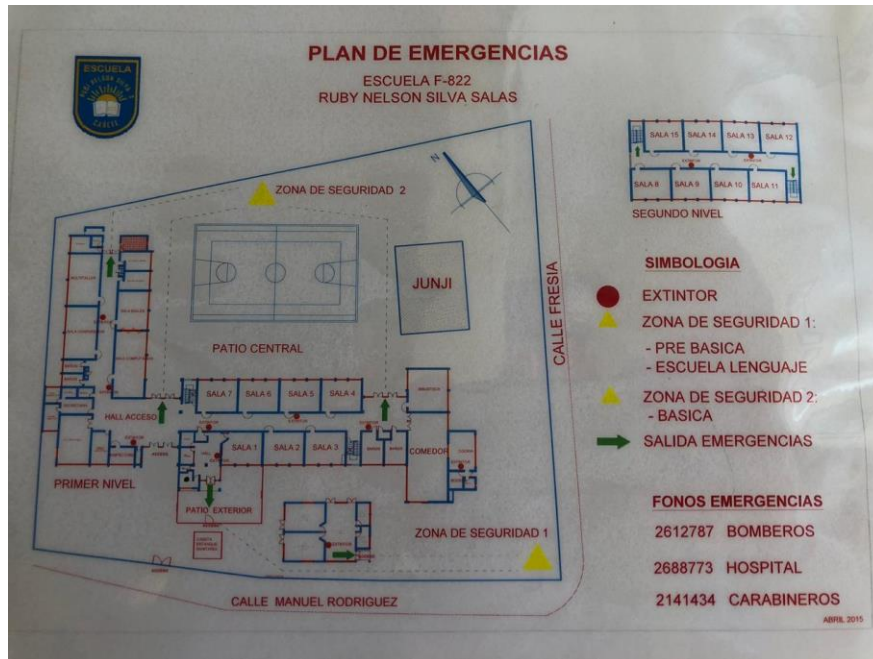 PLAN DE EMERGENCIAS
ESCUELA F-822
RUBY NELSON SILVA SALAS
ESCUELA
CAÑETE
SALA 15
SALA 14
SALA 13
SALA 12
EXTINTOR
EXTINTOR
SALA 8
SALA 9
SALA 10
SALA 11
SEGUNDO NIVEL
N
ZONA DE SEGURIDAD 2
JUNJI
CALLE FRESIA
PATIO CENTRAL
SALA 7
SALA 6
SALA 5
SALA 4
HALL ACCESO
EXTINTOR
SALA 1
SALA 2
SALA 3
COMEDOR
PRIMER NIVEL
PATIO EXTERIOR
ZONA DE SEGURIDAD 1
CALLE MANUEL RODRIGUEZ
SIMBOLOGIA
EXTINTOR
ZONA DE SEGURIDAD 1:
- PRE BASICA
- ESCUELA LENGUAJE
ZONA DE SEGURIDAD 2:
- BASICA
SALIDA EMERGENCIAS
FONOS EMERGENCIAS
2612787 BOMBEROS
2688773 HOSPITAL
2141434 CARABINEROS
ABRIL 2015